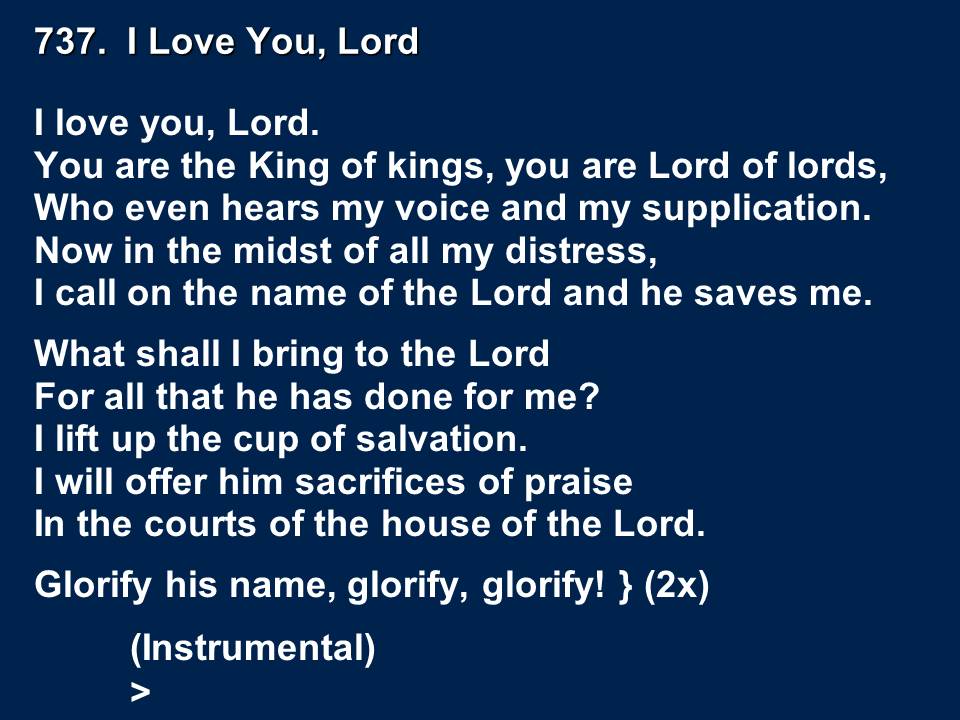 737.  I Love You, Lord
I love you, Lord.
You are the King of kings, you are Lord of lords,
Who even hears my voice and my supplication.
Now in the midst of all my distress,
I call on the name of the Lord and he saves me.
What shall I bring to the Lord
For all that he has done for me?
I lift up the cup of salvation.
I will offer him sacrifices of praise
In the courts of the house of the Lord.
Glorify his name, glorify, glorify! } (2x)
(Instrumental)
>